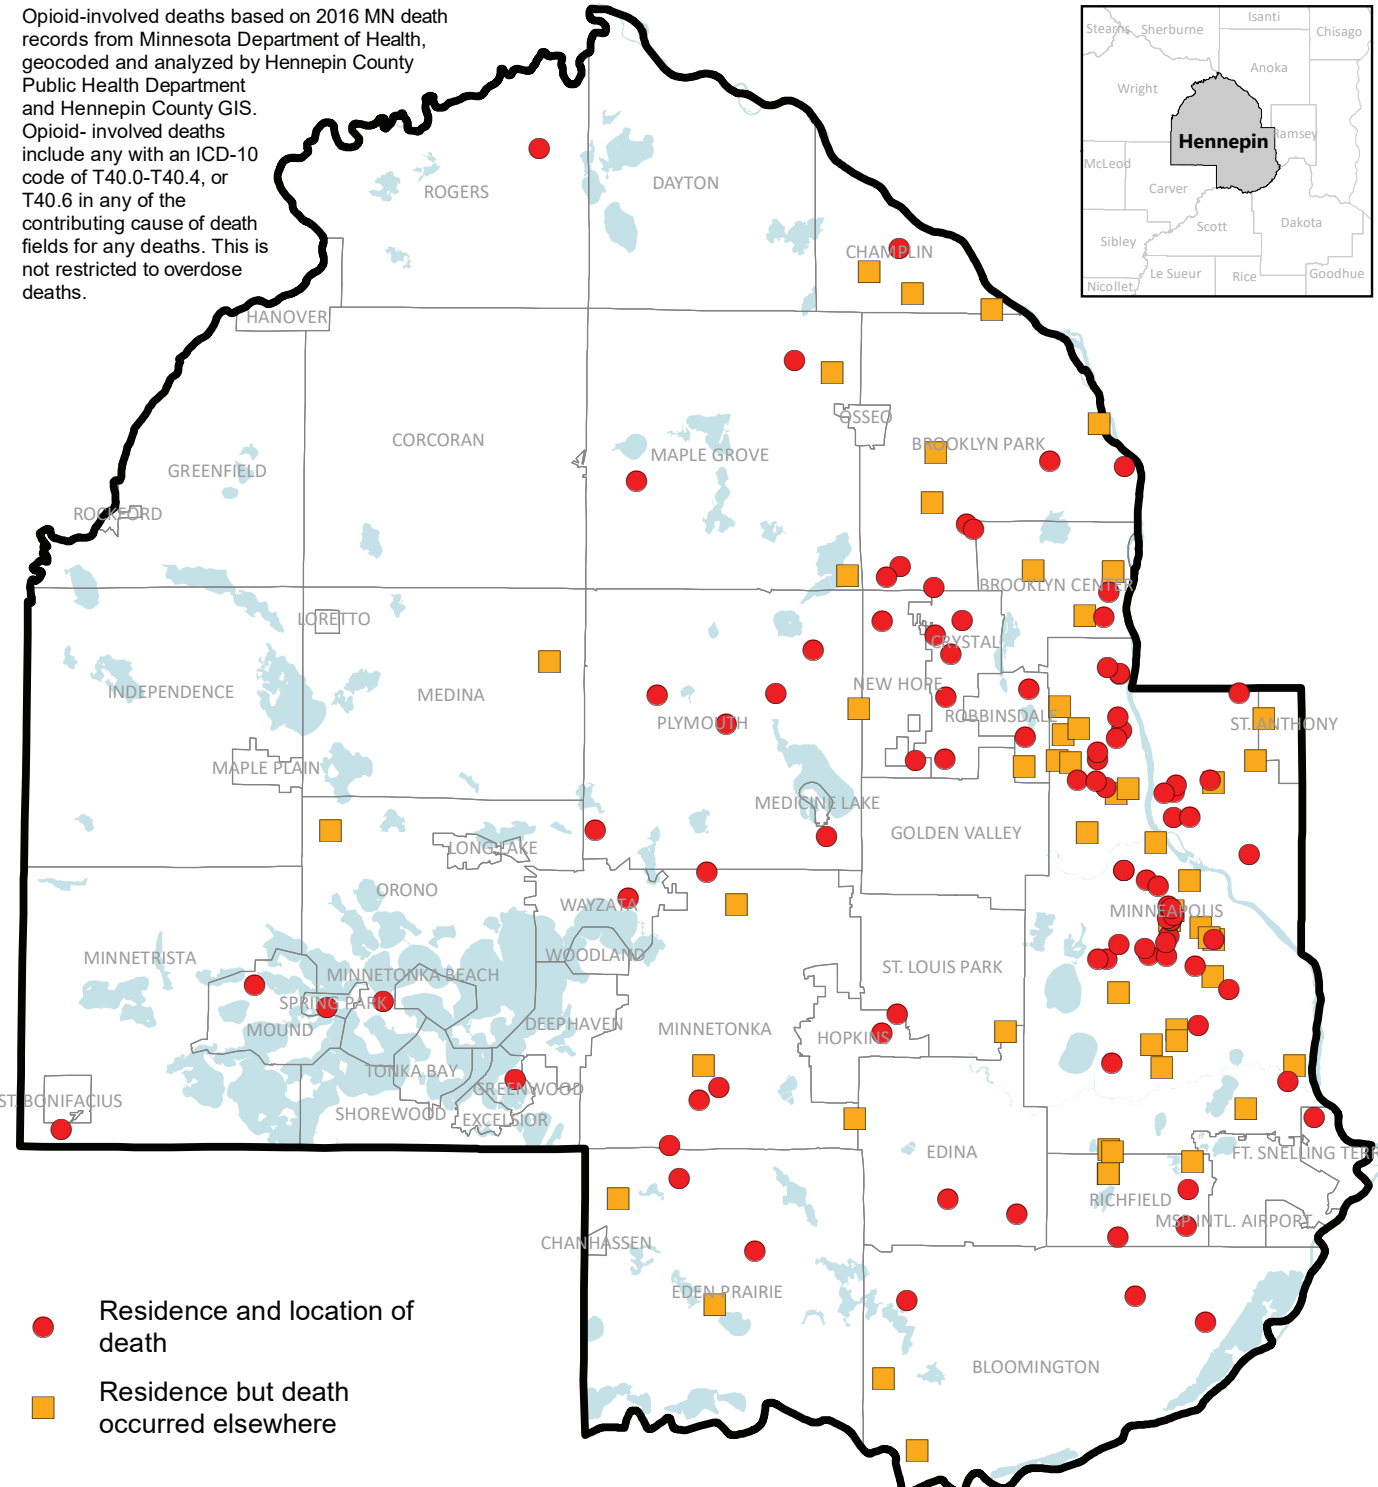 Opioid-involved deaths based on 2016 MN death
records from Minnesota Department of Health,
geocoded and analyzed by Hennepin County
Public Health Department
and Hennepin County GIS.
Opioid- involved deaths
include any with an ICD-10
code of T40.0-T40.4, or
T40.6 in any of the
contributing cause of death
fields for any deaths. This is
not restricted to overdose
deaths.
Isanti
Stearns
Sherburne
Chisago
Anoka
Wright
Ramsey
Hennepin
McLeod
Carver
Scott
Dakota
Sibley
Le Sueur
Rice
Goodhue
Nicollet
ROGERS
DAYTON
CHAMPLIN
HANOVER
OSSEO
CORCORAN
BROOKLYN PARK
MAPLE GROVE
GREENFIELD
ROCKFORD
BROOKLYN CENTER
LORETTO
CRYSTAL
INDEPENDENCE
MEDINA
NEW HOPE
ROBBINSDALE
PLYMOUTH
ST. ANTHONY
MAPLE PLAIN
MEDICINE LAKE
GOLDEN VALLEY
LONG LAKE
ORONO
WAYZATA
MINNEAPOLIS
MINNETRISTA
WOODLAND
ST. LOUIS PARK
MINNETONKA BEACH
SPRING PARK
MOUND
DEEPHAVEN
MINNETONKA
HOPKINS
TONKA BAY
GREENWOOD
ST. BONIFACIUS
SHOREWOOD
EXCELSIOR
EDINA
FT. SNELLING TERR
RICHFIELD
MSP INTL. AIRPORT
CHANHASSEN
EDEN PRAIRIE
BLOOMINGTON
Residence and location of
death
Residence but death
occurred elsewhere